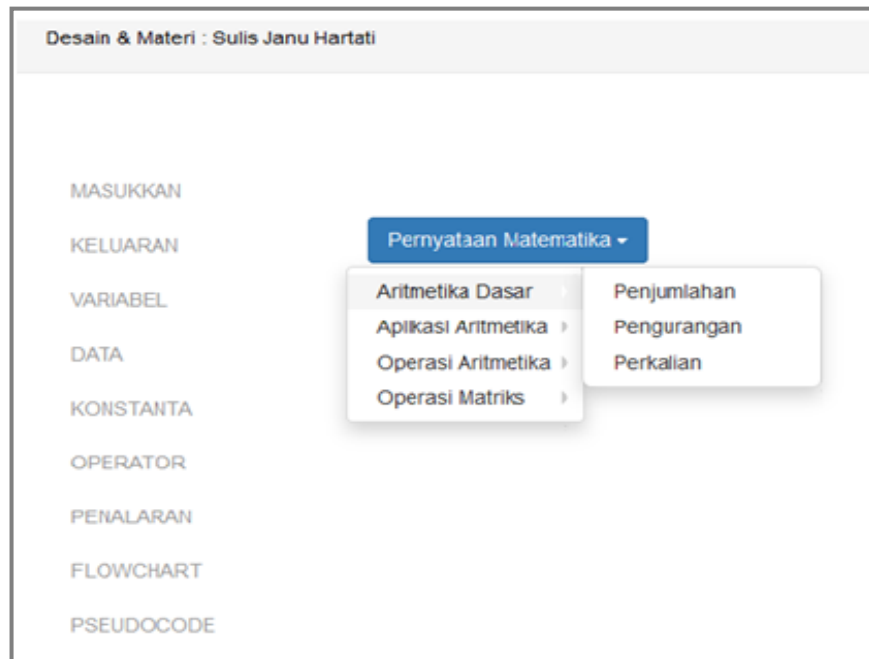 Desain & Materi : Sulis Janu Hartati
MASUKKAN
KELUARAN
VARIABEL
DATA
KONSTANTA
OPERATOR
PENALARAN
FLOWCHART
PSEUDOCODE
Pernyataan Matematika
Aritmetika Dasar
Aplikasi Aritmetika
Operasi Aritmetika
Operasi Matriks
Penjumlahan
Pengurangan
Perkalian